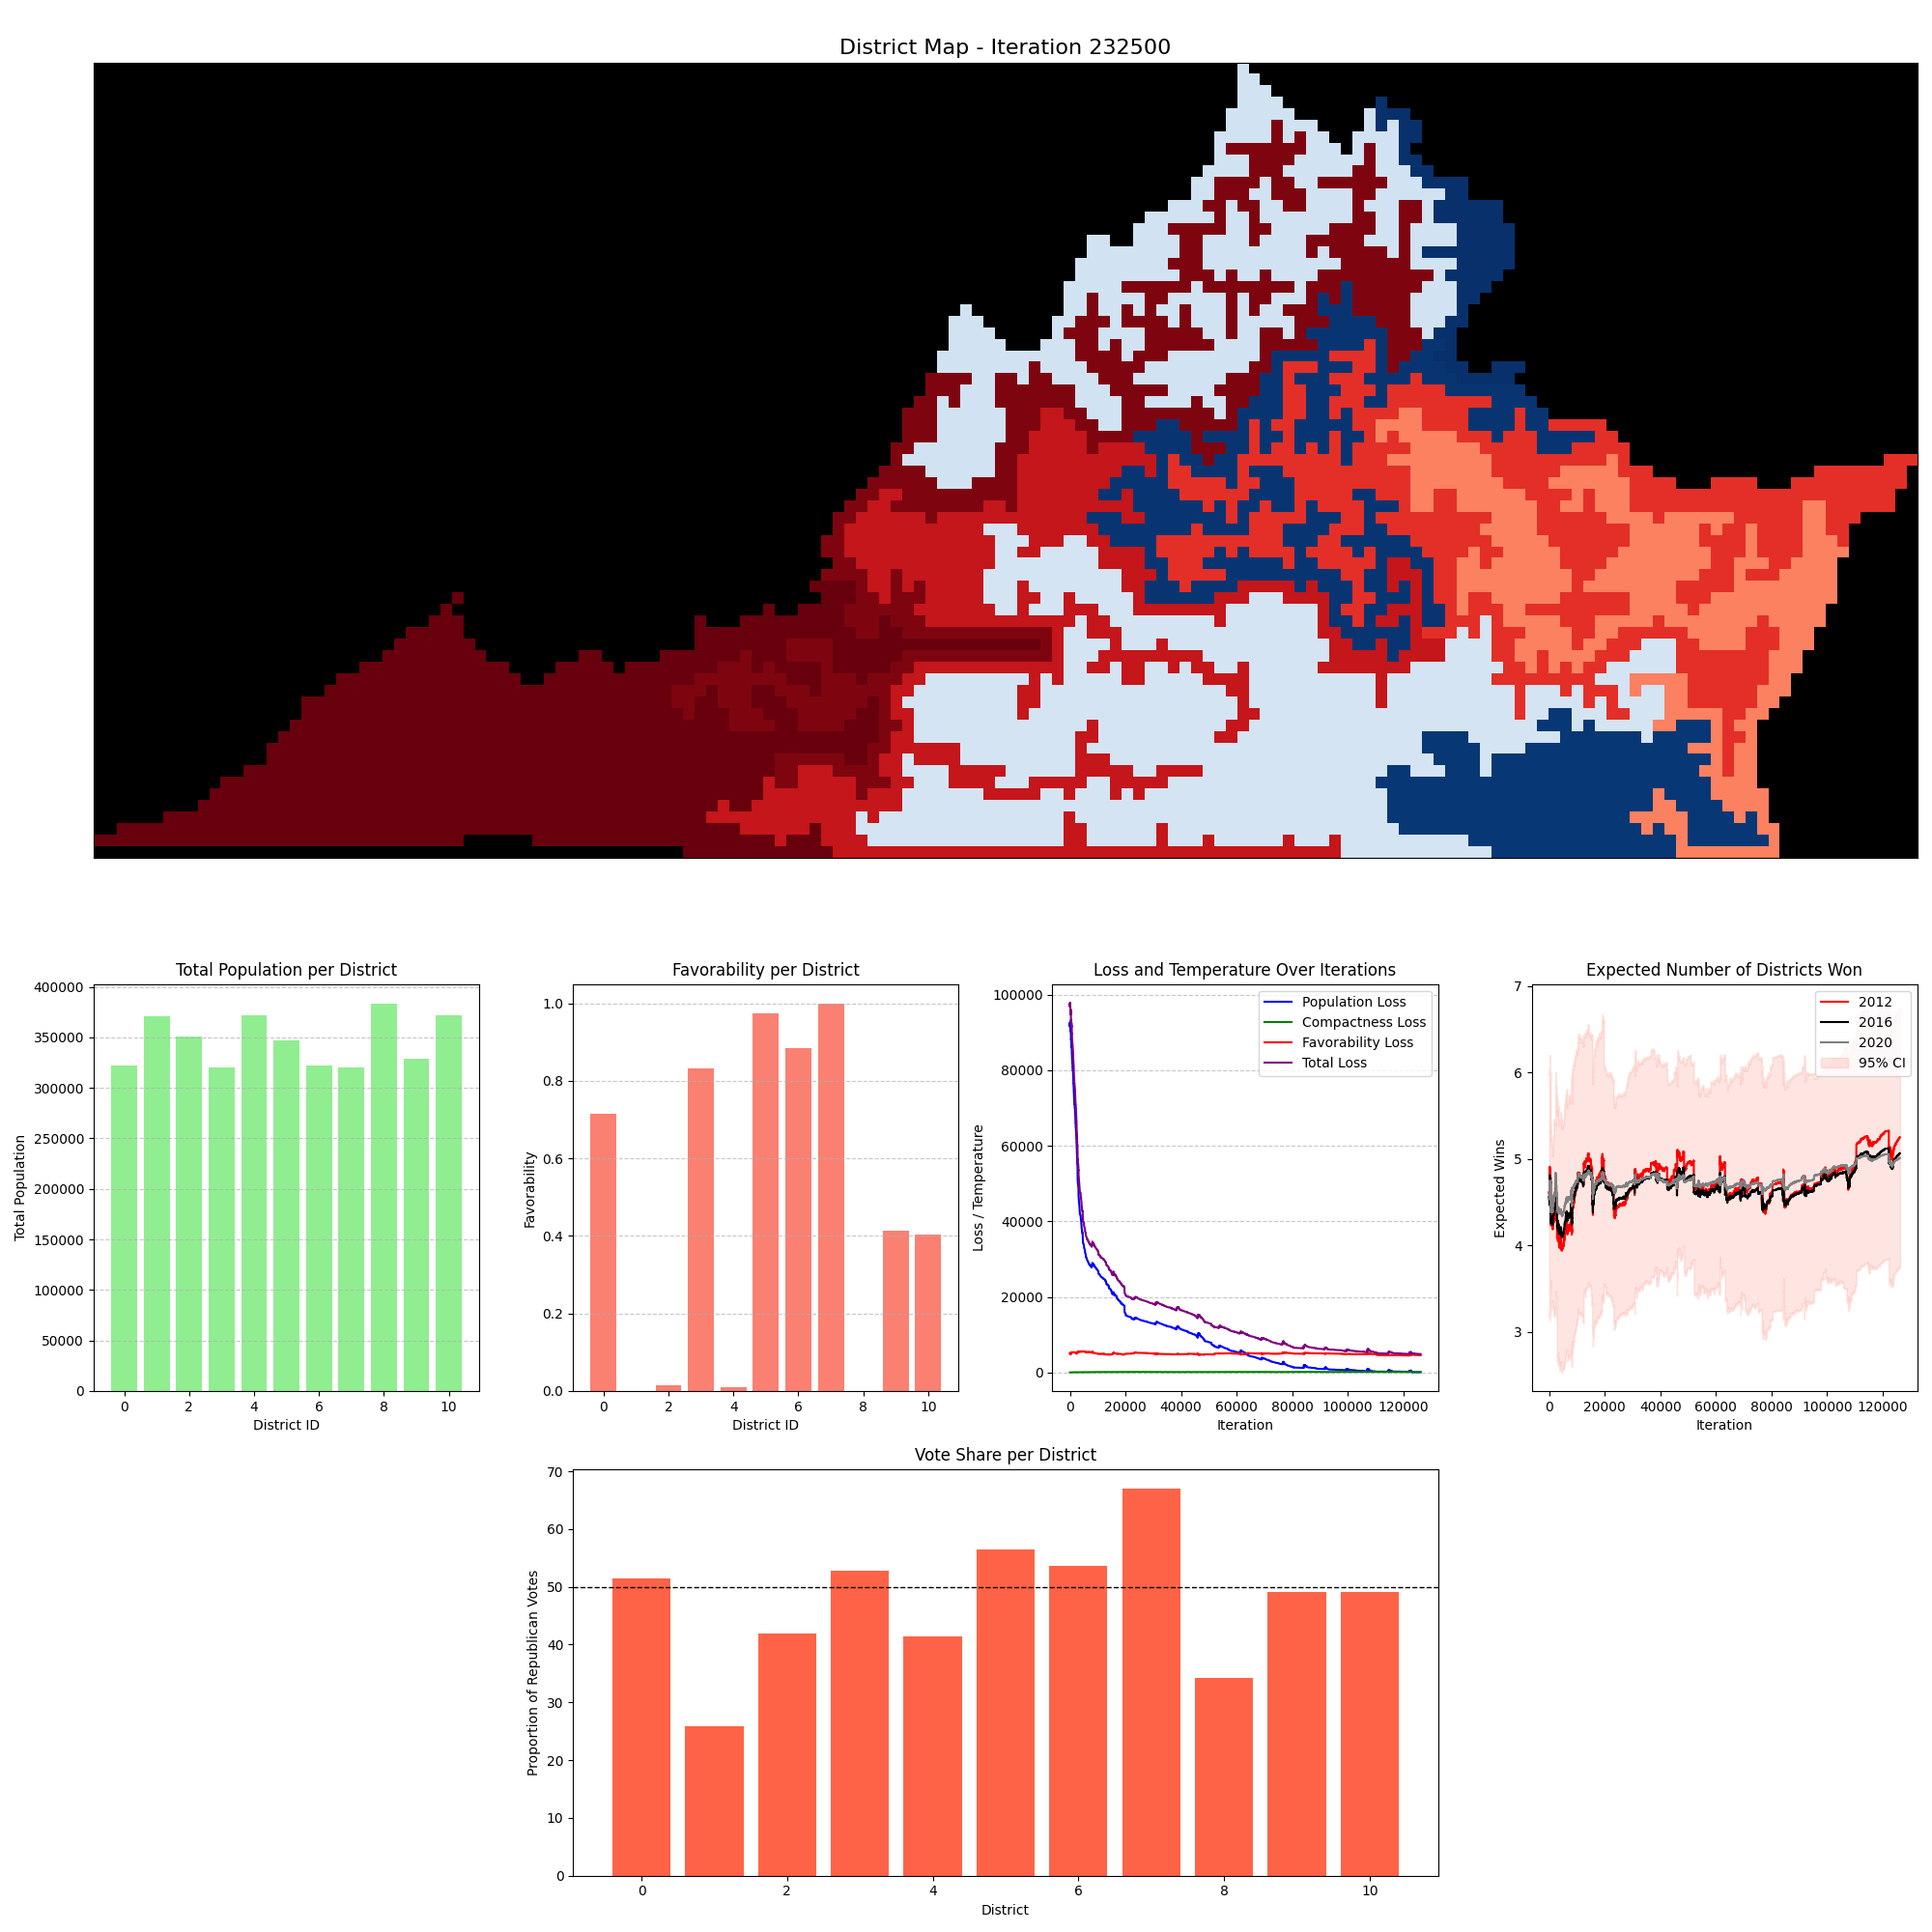 District Map - Iteration 232500
Total Population per District
Total Population
400000
350000
300000
250000
200000
150000
100000
50000
0
0 2 4 6 8 10
District ID
Favorability per District
Favorability
1.0
0.8
0.6
0.4
0.2
0.0
0 2 4 6 8 10
District ID
Loss and Temperature Over Iterations
Loss / Temperature
100000
80000
60000
40000
20000
0
Population Loss
Compactness Loss
Favorability Loss
Total Loss
0 20000 40000 60000 80000 100000 120000
Iteration
Expected Number of Districts Won
Expected Wins
7
6
5
4
3
2012
2016
2020
95% CI
0 20000 40000 60000 80000 100000 120000
Iteration
Vote Share per District
Proportion of Republican Votes
70
60
50
40
30
20
10
0
0 2 4 6 8 10
District